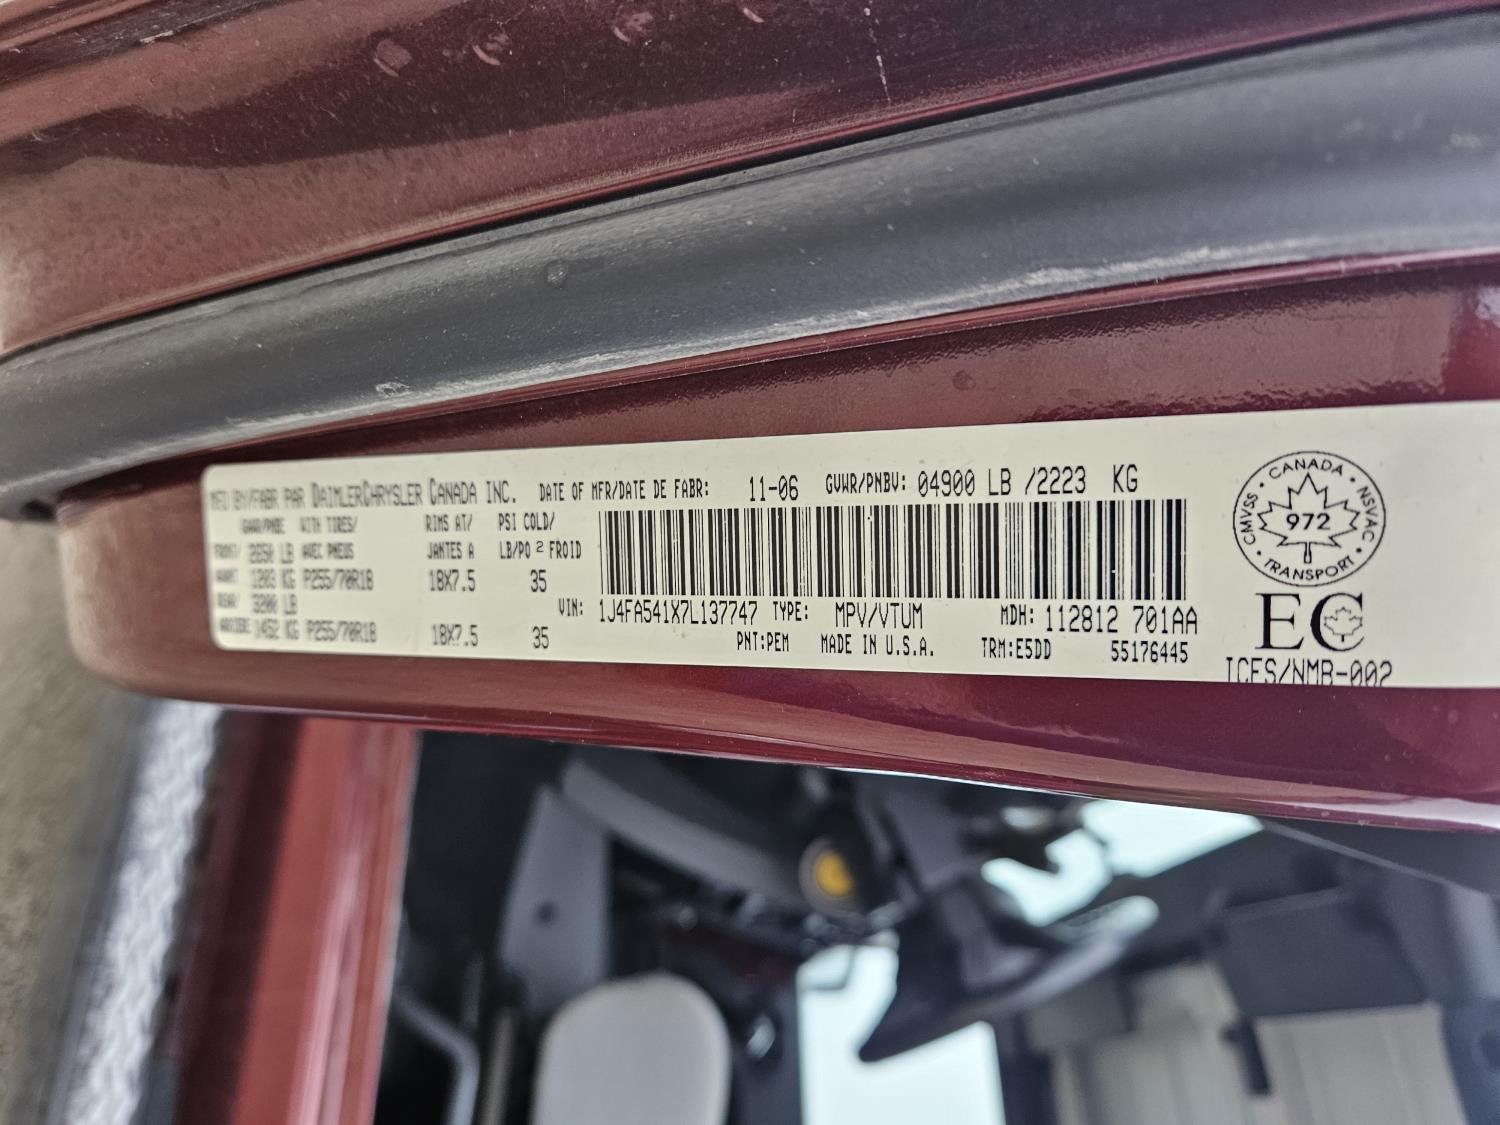 MFD BY/FABR PAR DAIMLERCHRYSLER CANADA INC. DATE OF MFR/DATE DE FABR: 11-06 GVWR/PNBV: 04900 LB /2223 KG
GAWR/PNBE WITH TIRES/ RIMS AT/ PSI COLD/
FRONT/ 2650 LB AVEC PNEUS JANTES A LB/PO 2 FROID
AVANT 1203 KG P255/70R18 18X7.5 35
REAR/ 3200 LB
VIN: 1J4FA541X7L137747 TYPE: MPV/VTUM MDH: 112812 701AA
ARRIERE 1452 KG P255/70R18 18X7.5 35
PNT:PEM MADE IN U.S.A. TRM:E5DD 55176445
CANADA
CMVSS 972 NSVAC
TRANSPORT
EC
ICES/NMB-002